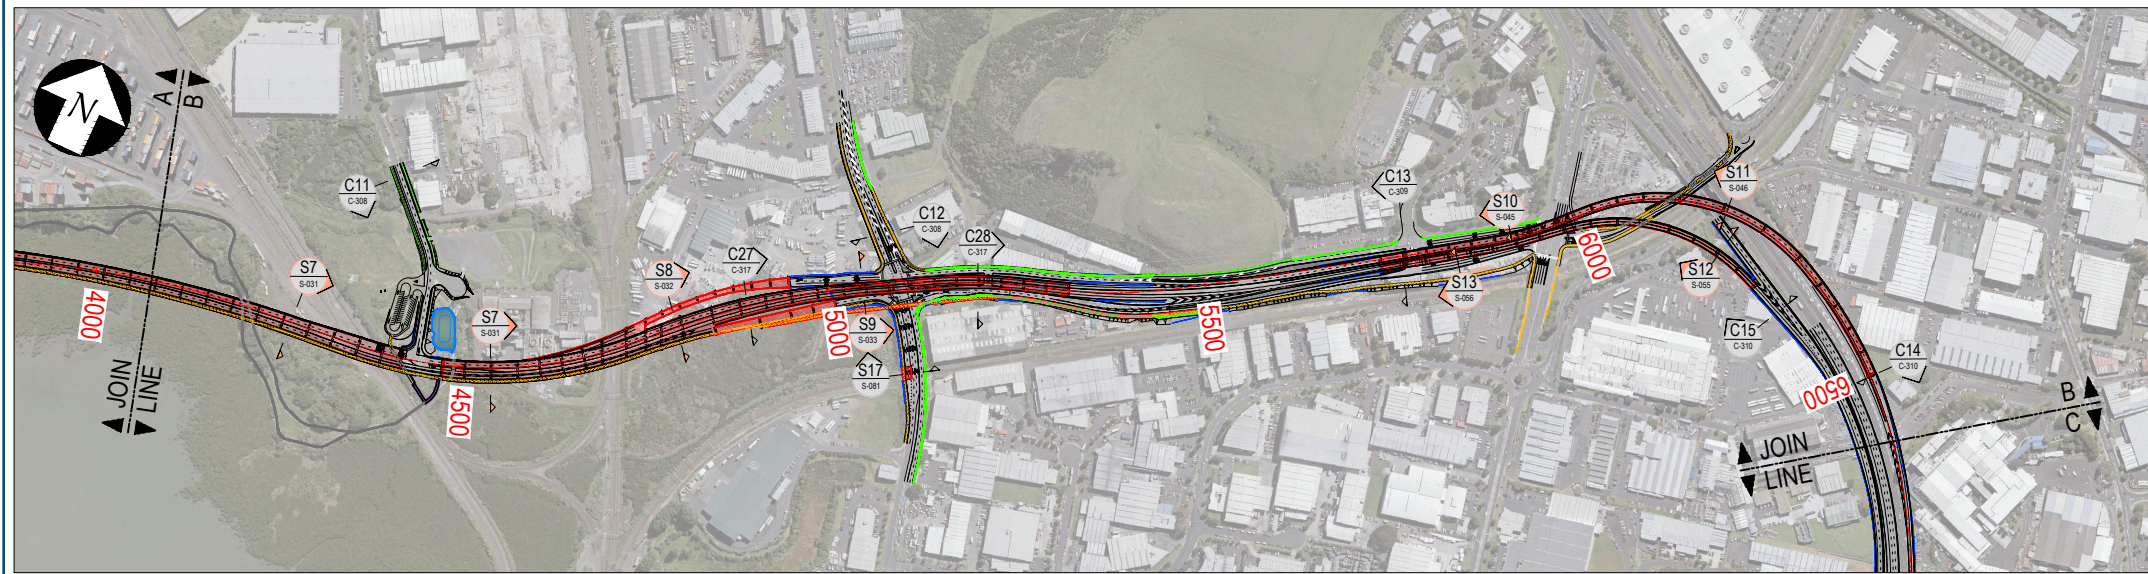 N
A
B
JOIN
LINE
4000
C11
C-308
S7
S-031
S7
S-031
4500
S8
S-032
C27
C-317
5000
S9
S-033
S17
S-081
C12
C-308
C28
C-317
5500
C13
C-309
S10
S-045
S13
S-056
6000
S11
S-046
S12
S-055
C15
C-310
C14
C-310
6500
B
C
JOIN
LINE